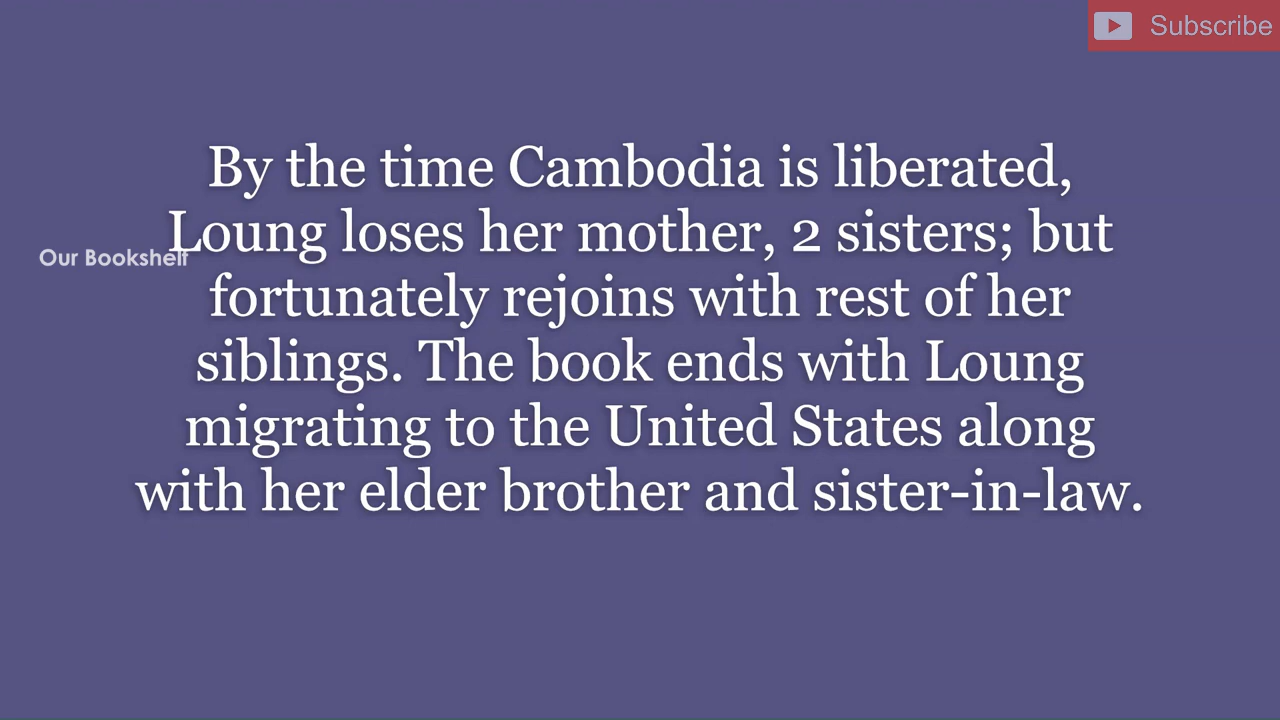 Subscribe
By the time Cambodia is liberated,
Loung loses her mother, 2 sisters; but
Our Bookshelf
fortunately rejoins with rest of her
siblings. The book ends with Loung
migrating to the United States along
with her elder brother and sister-in-law.